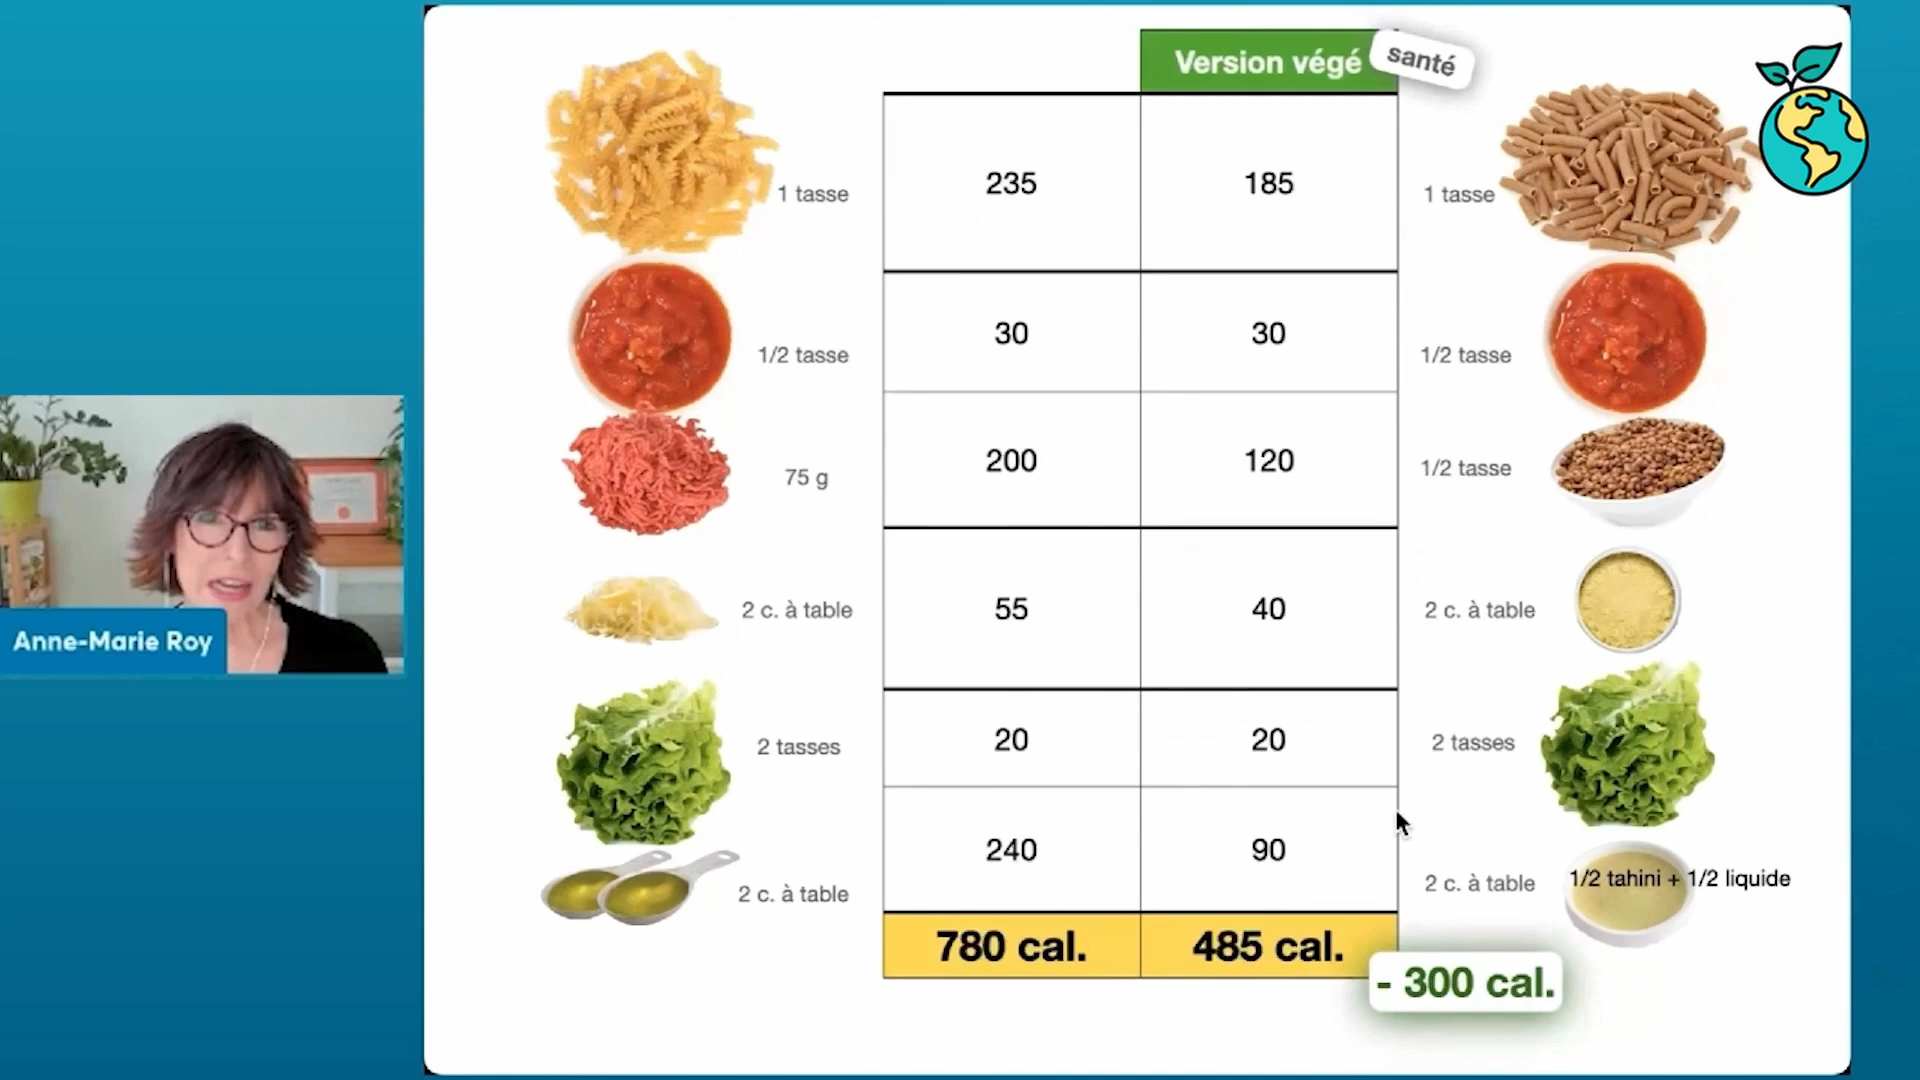 Version végé santé
1 tasse 235 185 1 tasse
1/2 tasse 30 30 1/2 tasse
75 g 200 120 1/2 tasse
2 c. à table 55 40 2 c. à table
2 tasses 20 20 2 tasses
2 c. à table 240 90 2 c. à table 1/2 tahini + 1/2 liquide
780 cal. 485 cal.
- 300 cal.
Anne-Marie Roy